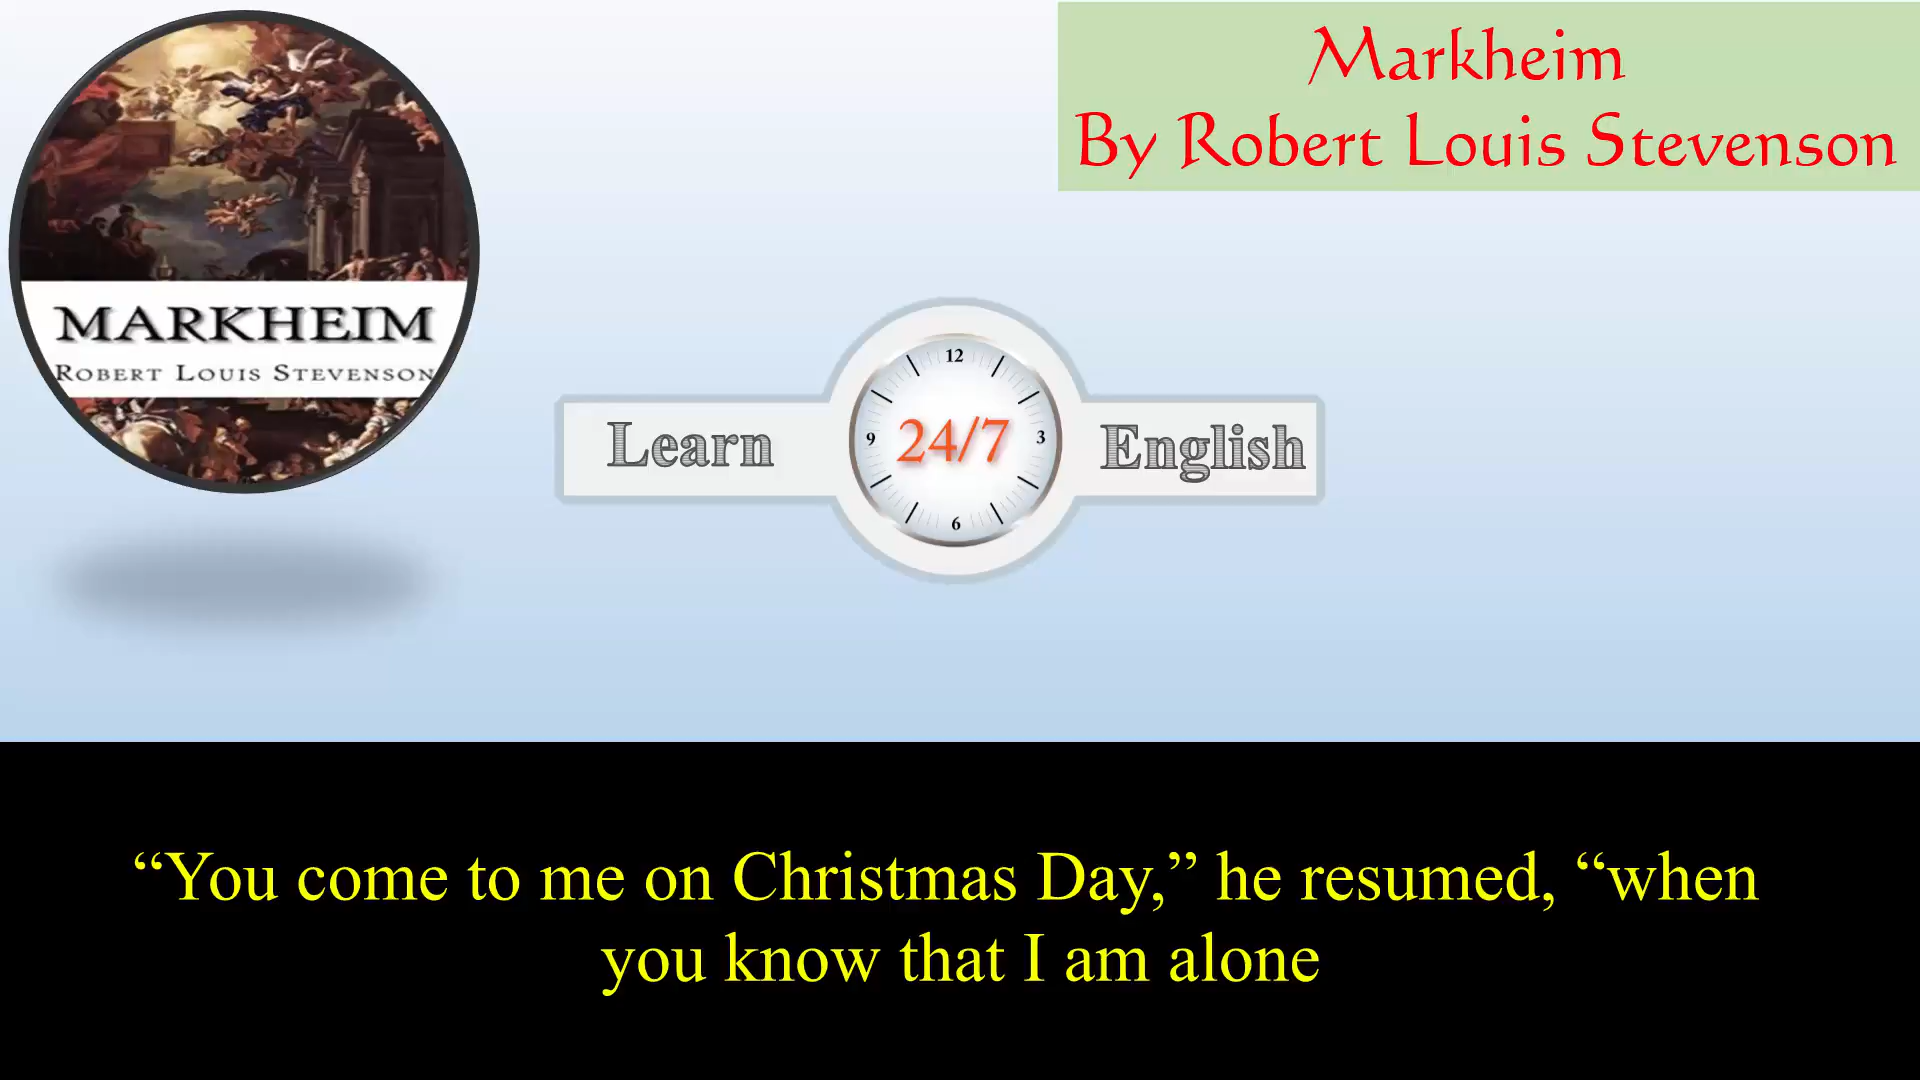 Markheim
By Robert Louis Stevenson
MARKHEIM
ROBERT LOUIS STEVENSON
Learn 24/7 English
12
9
3
6
“You come to me on Christmas Day,” he resumed, “when
you know that I am alone